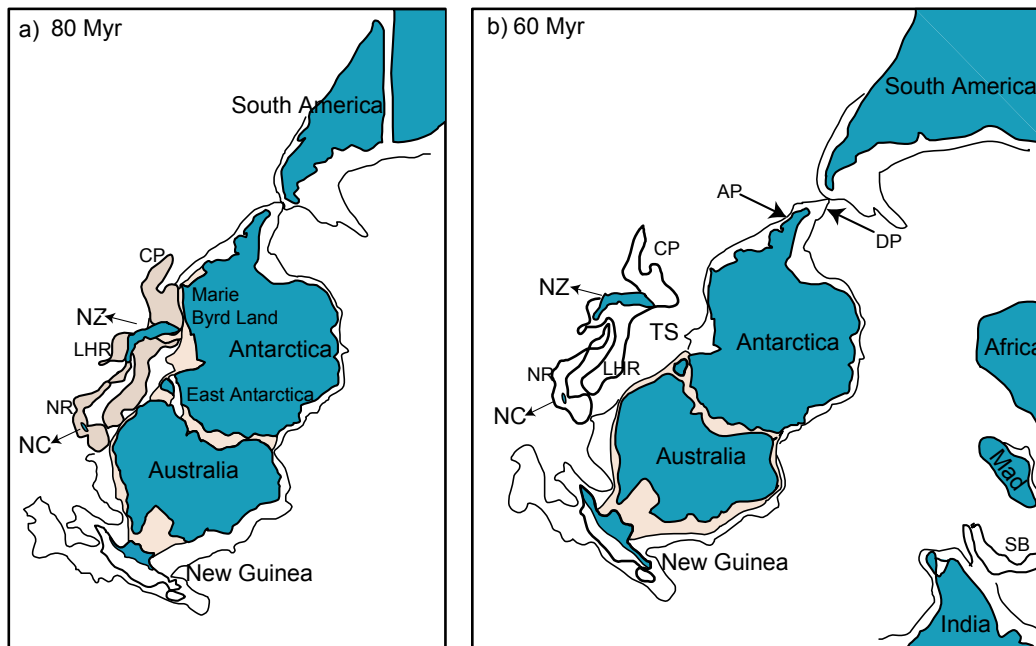 a) 80 Myr
South America
CP
Marie
Byrd Land
NZ
LHR
Antarctica
East Antarctica
NR
NC
Australia
New Guinea
b) 60 Myr
South America
AP
DP
CP
NZ
TS
Antarctica
Africa
NR
LHR
NC
Australia
Mad
New Guinea
SB
India